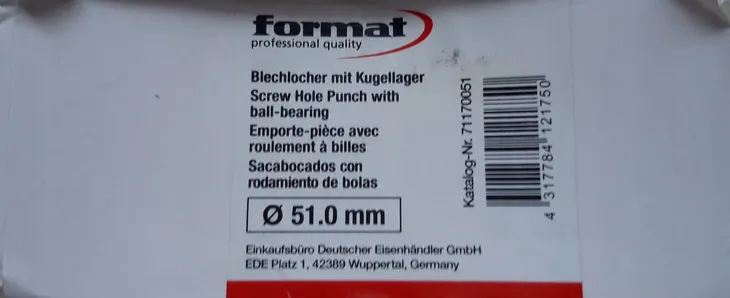 format
professional quality
Blechlocher mit Kugellager
Screw Hole Punch with
ball-bearing
Emporte-pièce avec
roulement à billes
Sacabocados con
rodamiento de bolas
Ø 51.0 mm
Einkaufsbüro Deutscher Eisenhändler GmbH
EDE Platz 1, 42389 Wuppertal, Germany
Katalog-Nr. 71170051
4 317784 121750